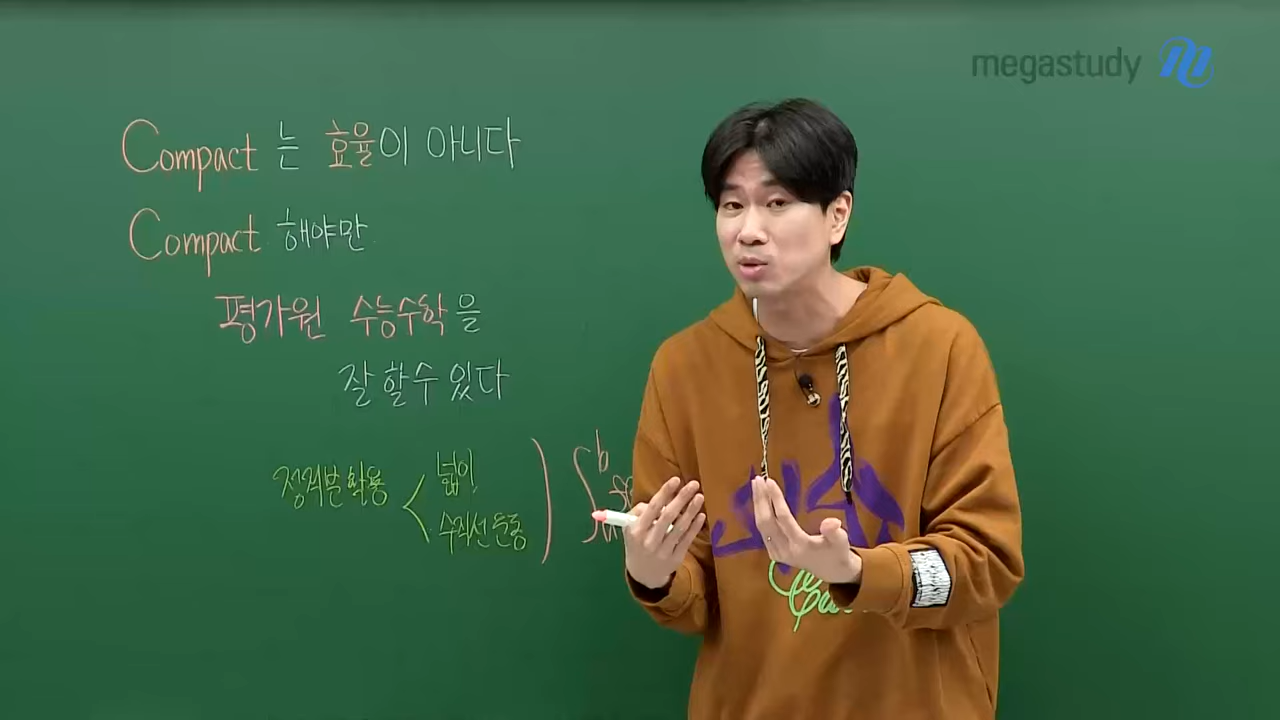 megastudy
Compact 는 효율이 아니다
Compact 해야만
평가원 수능수학을
잘 할 수 있다
정적분 활용
넓이
수직선 운동
∫ b